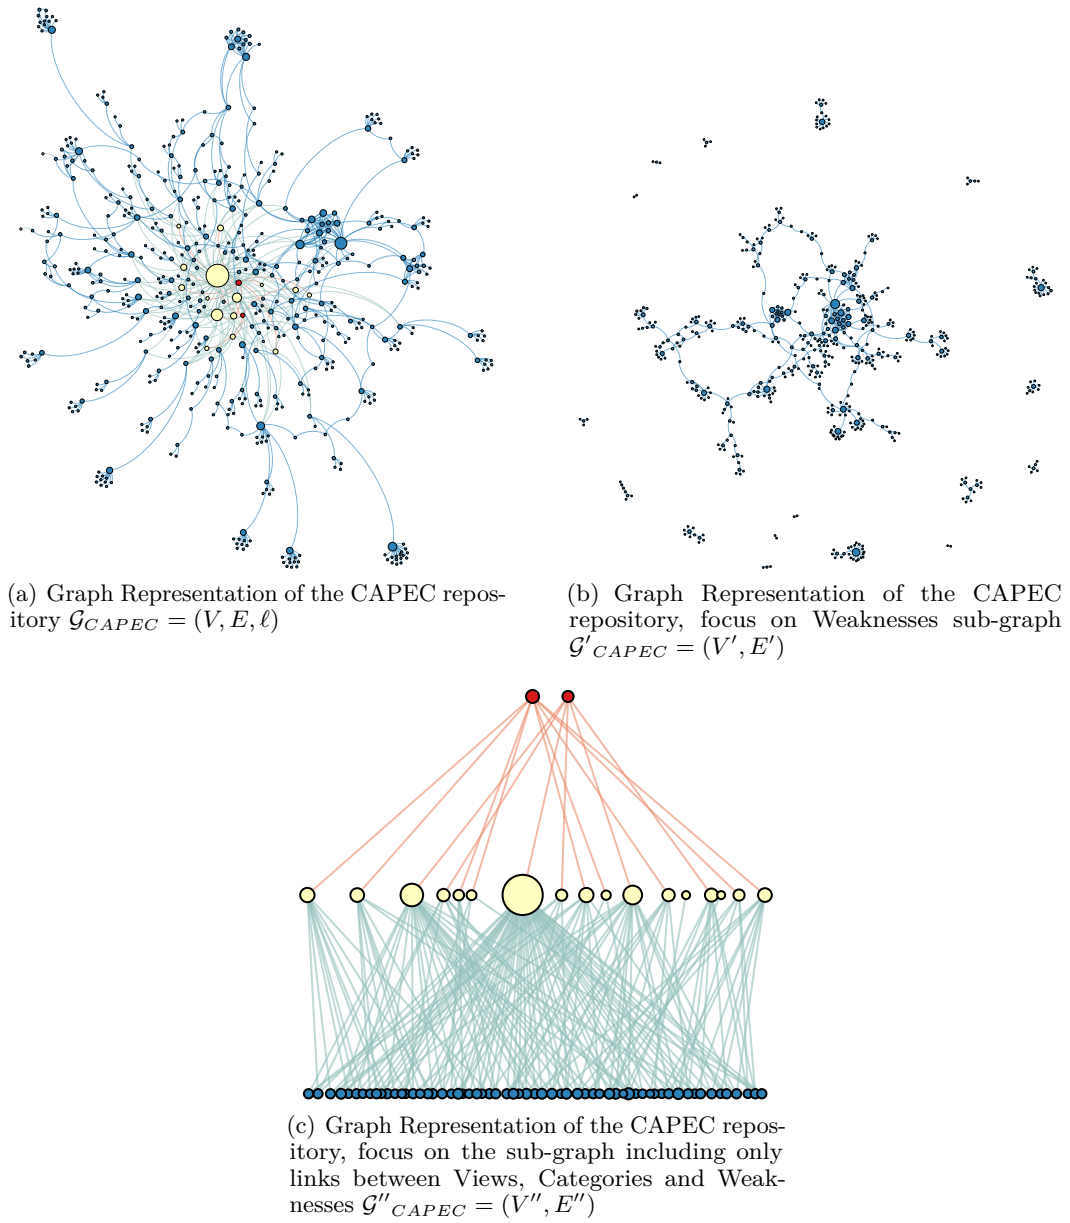 (a) Graph Representation of the CAPEC repos-
itory 𝒢CAPEC = (V, E, ℓ)
(b) Graph Representation of the CAPEC
repository, focus on Weaknesses sub-graph
𝒢′CAPEC = (V′, E′)
(c) Graph Representation of the CAPEC repos-
itory, focus on the sub-graph including only
links between Views, Categories and Weak-
nesses 𝒢′′CAPEC = (V′′, E′′)